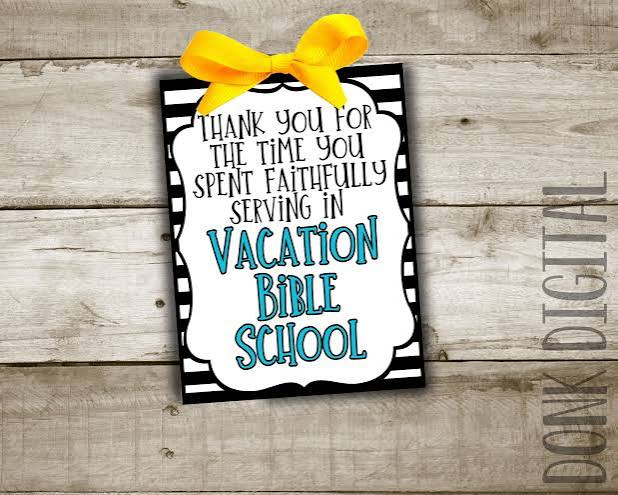 THANK YOU FOR
THE TIME YOU
SPENT FAITHFULLY
SERVING IN
VACATION
BIBLE
SCHOOL
DONK DIGITAL